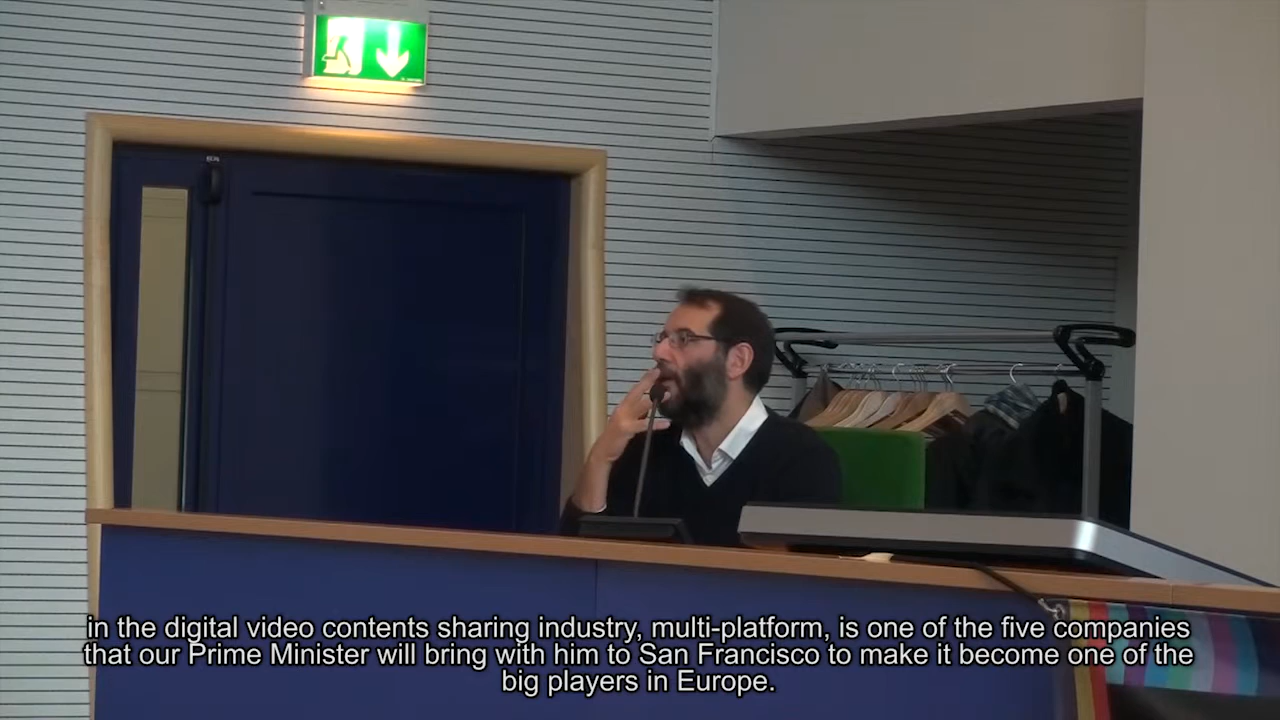 in the digital video contents sharing industry, multi-platform, is one of the five companies
that our Prime Minister will bring with him to San Francisco to make it become one of the
big players in Europe.